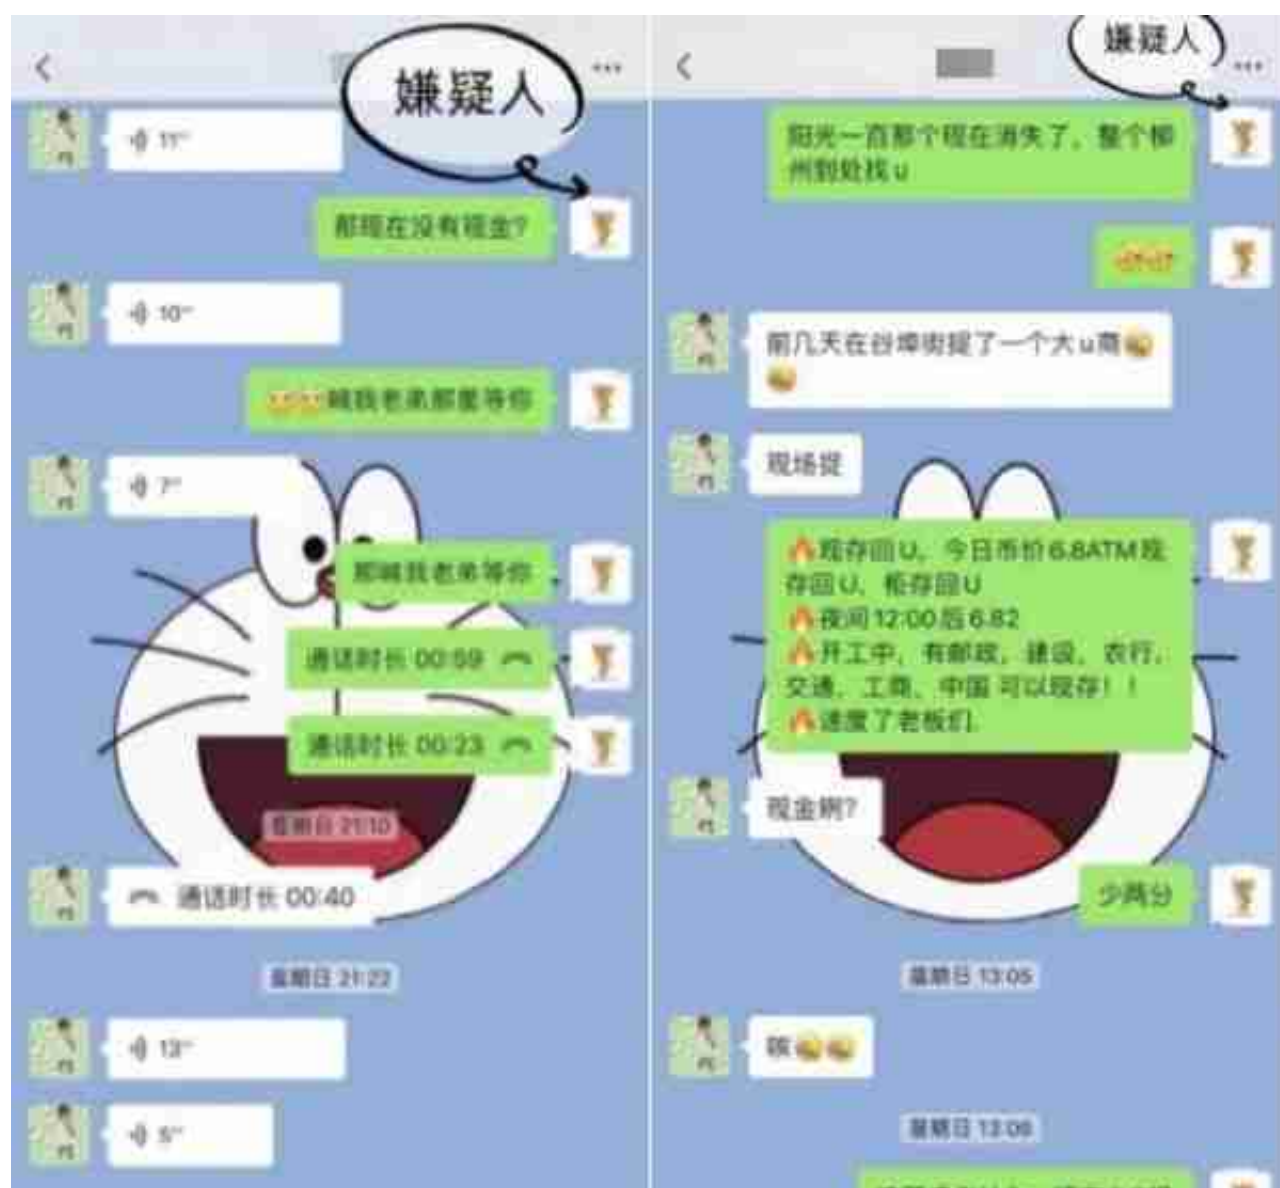 嫌疑人
11"
那现在没有现金?
10"
喊我老弟那里等你
7"
那喊我老弟等你
通话时长 00:59
通话时长 00:23
星期日 21:10
通话时长 00:40
星期日 21:22
13"
5"
嫌疑人
阳光一百那个现在消失了，整个柳
州到处找u
前几天在谷埠街提了一个大u商
现场提
🔥现存回U，今日币价6.8ATM现
存回U、柜存回U
🔥夜间12:00后6.82
🔥开工中，有邮政，建设，农行，
交通，工商，中国 可以现存！！
🔥速度了老板们
现金啊?
少两分
星期日 13:05
咳
星期日 13:06